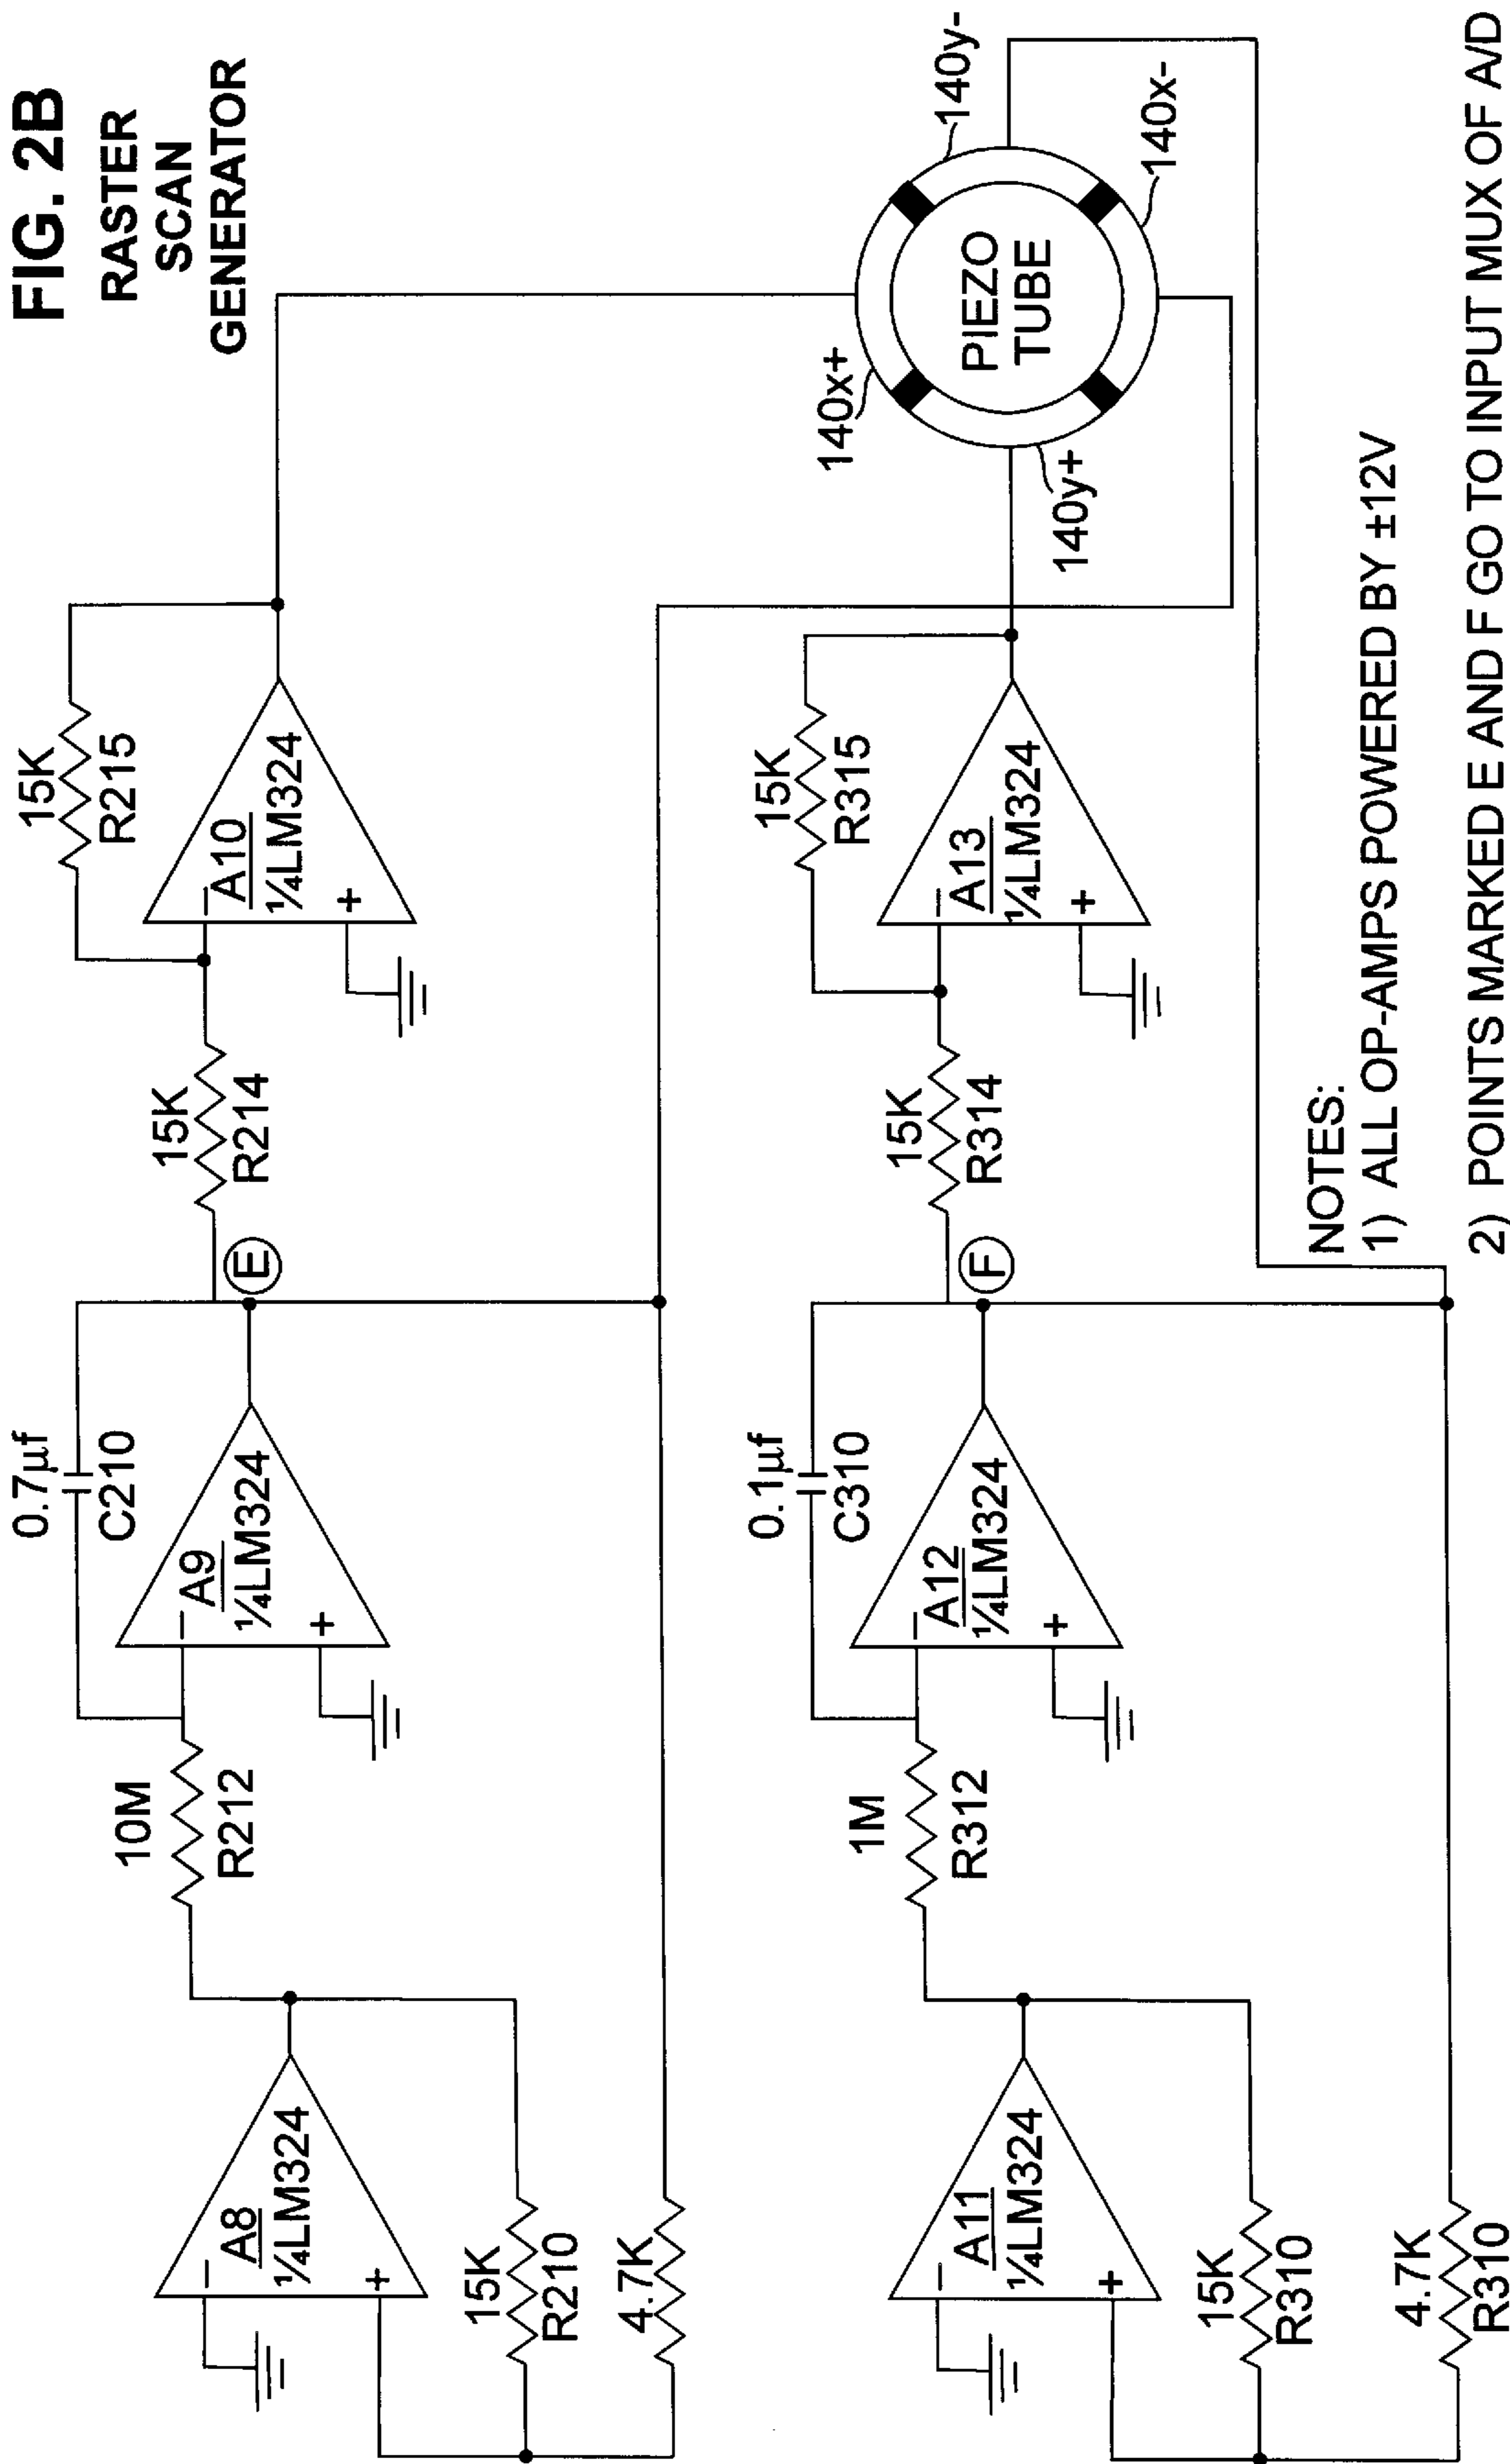 FIG. 2B
RASTER
SCAN
GENERATOR
A8
¼LM324
−
+
15K
R210
4.7K
10M
R212
0.7µf
C210
A9
¼LM324
−
+
E
15K
R214
15K
R215
A10
¼LM324
−
+
A11
¼LM324
−
+
15K
R310
4.7K
R310
1M
R312
0.1µf
C310
A12
¼LM324
−
+
F
15K
R314
15K
R315
A13
¼LM324
−
+
140x+
140y+
PIEZO
TUBE
140y-
140x-
NOTES:
1) ALL OP-AMPS POWERED BY ±12V
2) POINTS MARKED E AND F GO TO INPUT MUX OF A/D